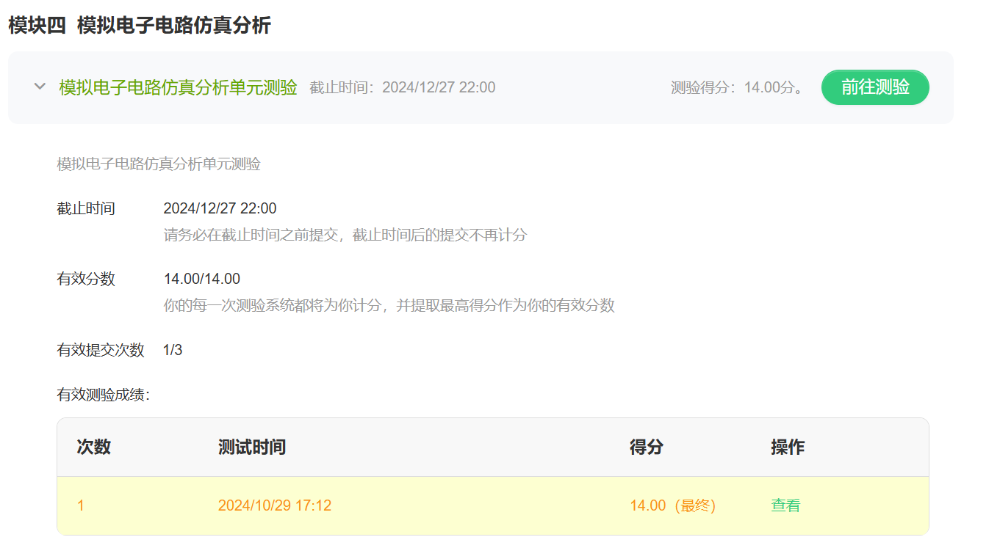 模块四 模拟电子电路仿真分析
模拟电子电路仿真分析单元测验 截止时间：2024/12/27 22:00 测验得分：14.00分。 前往测验
模拟电子电路仿真分析单元测验
截止时间 2024/12/27 22:00
请务必在截止时间之前提交，截止时间后的提交不再计分
有效分数 14.00/14.00
你的每一次测验系统都将为你计分，并提取最高得分作为你的有效分数
有效提交次数 1/3
有效测验成绩：
次数 测试时间 得分 操作
1 2024/10/29 17:12 14.00（最终） 查看